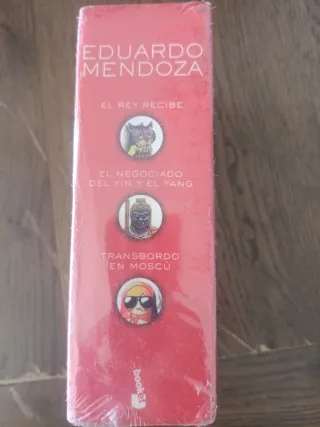 EDUARDO
MENDOZA
EL REY RECIBE
EL NEGOCIADO
DEL YIN Y EL YANG
TRANSBORDO
EN MOSCÚ
booket